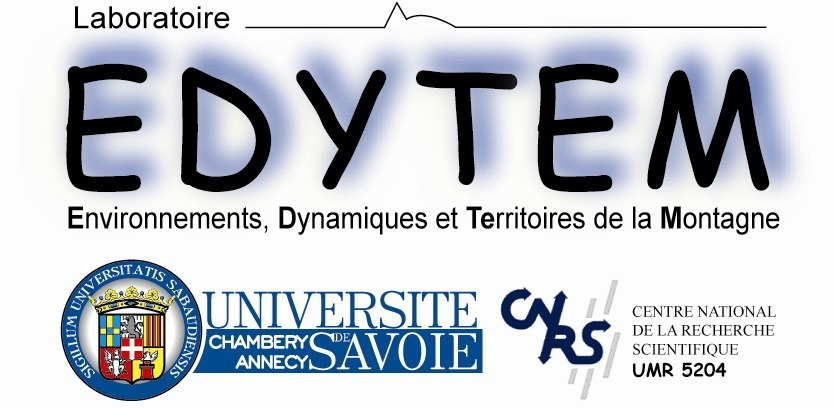 Laboratoire
EDYTEM
Environnements, Dynamiques et Territoires de la Montagne
SIGILLUM UNIVERSITATIS SABAUDIENSIS
UNIVERSITE
CHAMBERY DE SAVOIE
ANNECY
CNRS
CENTRE NATIONAL
DE LA RECHERCHE
SCIENTIFIQUE
UMR 5204